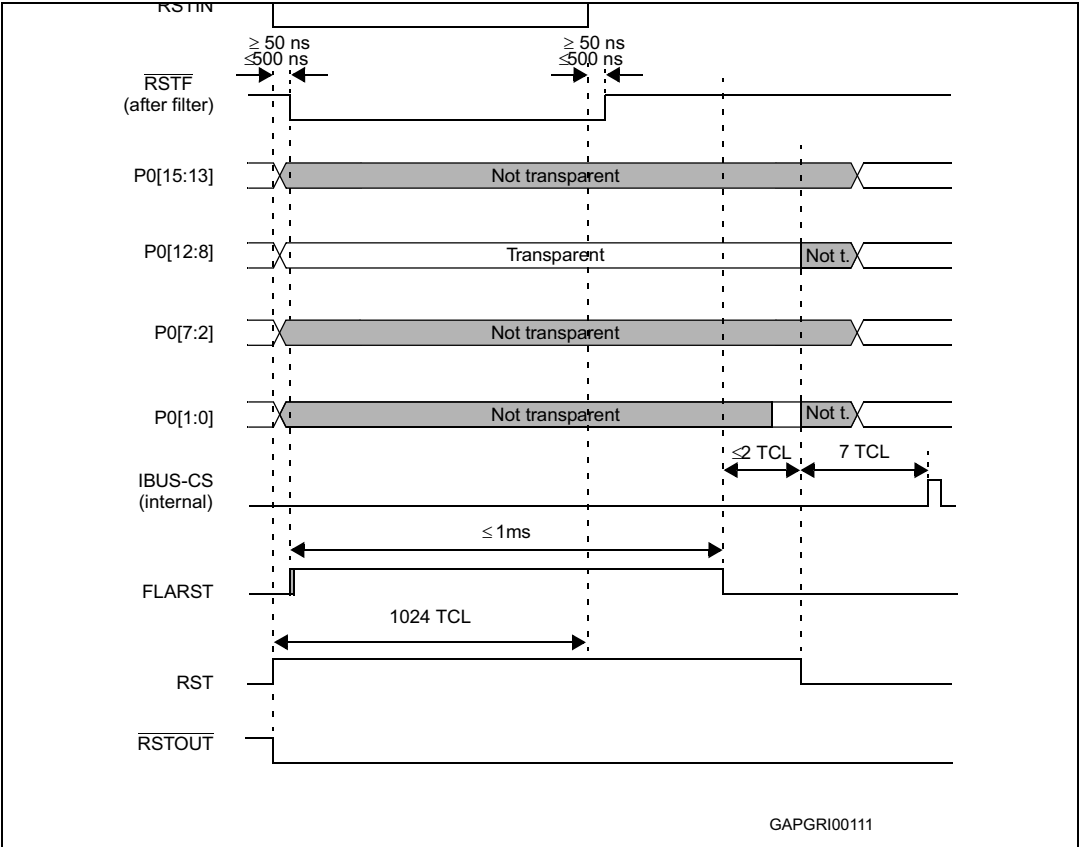 RSTIN
≥ 50 ns ≥ 50 ns
≤500 ns ≤500 ns
RSTF
(after filter)
P0[15:13] Not transparent
P0[12:8] Transparent Not t.
P0[7:2] Not transparent
P0[1:0] Not transparent Not t.
≤2 TCL 7 TCL
IBUS-CS
(internal)
≤ 1ms
FLARST
1024 TCL
RST
RSTOUT
GAPGRI00111